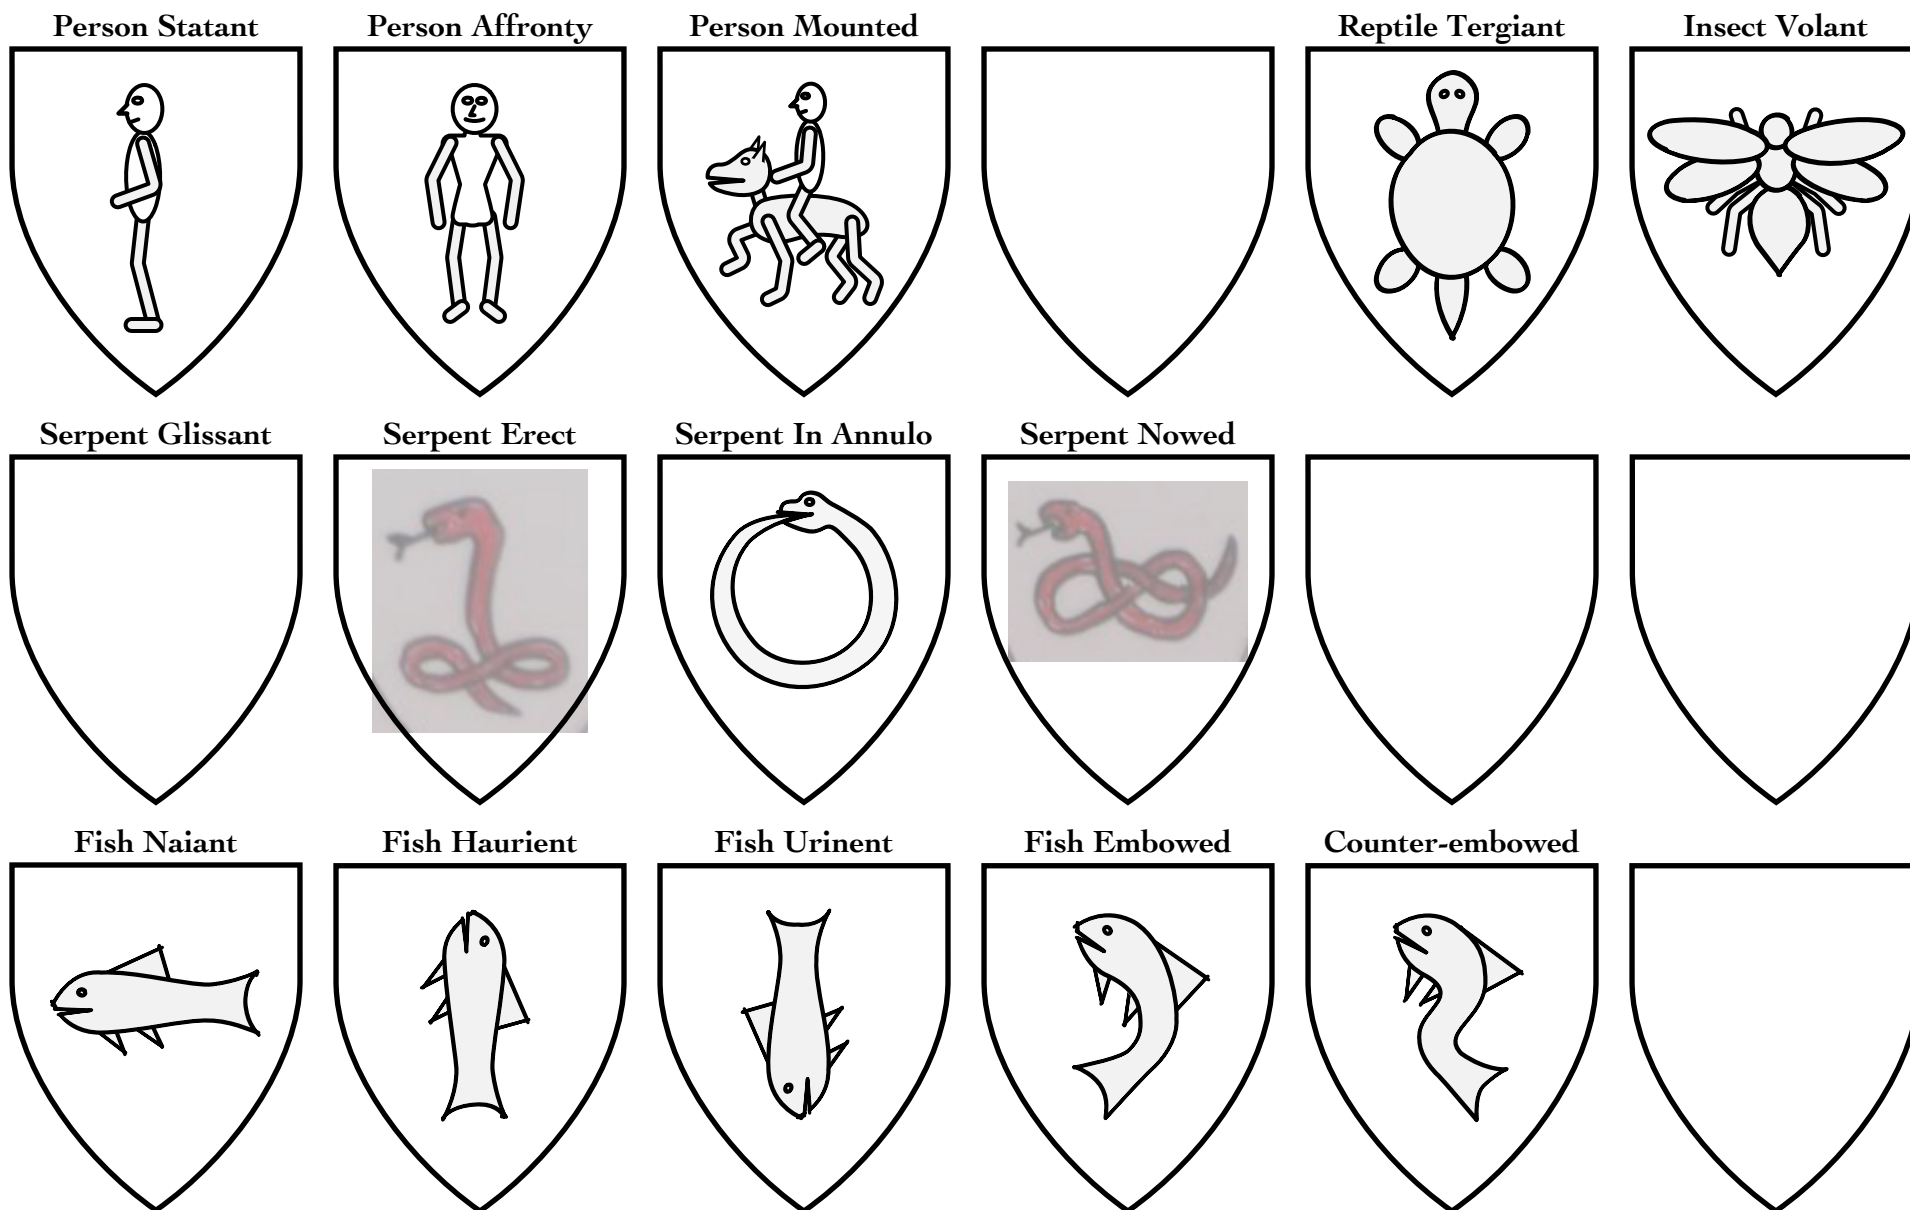 Person Statant
Person Affronty
Person Mounted
Reptile Tergiant
Insect Volant
Serpent Glissant
Serpent Erect
Serpent In Annulo
Serpent Nowed
Fish Naiant
Fish Haurient
Fish Urinent
Fish Embowed
Counter-embowed